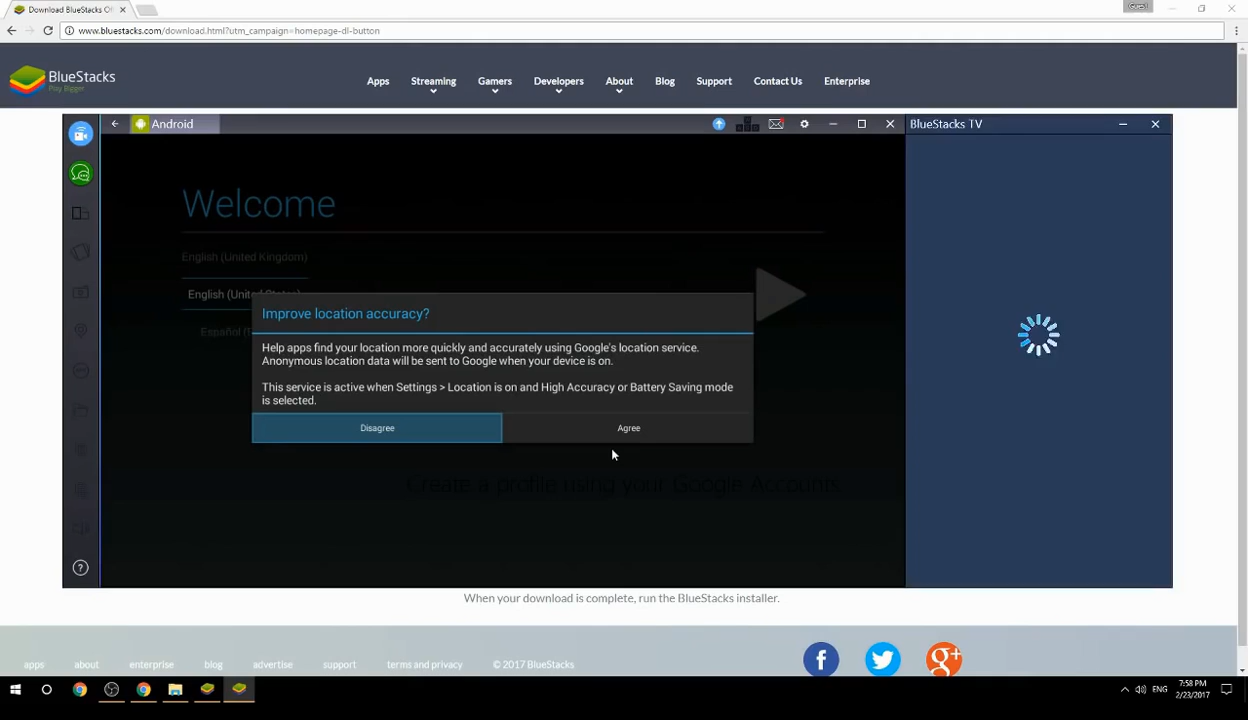 Download BlueStacks Of
Guest
www.bluestacks.com/download.html?utm_campaign=homepage-dl-button
BlueStacks
Play Bigger
Apps
Streaming
Gamers
Developers
About
Blog
Support
Contact Us
Enterprise
Android
BlueStacks TV
Welcome
English (United Kingdom)
English (United States)
Español (
Improve location accuracy?
Help apps find your location more quickly and accurately using Google's location service.
Anonymous location data will be sent to Google when your device is on.
This service is active when Settings > Location is on and High Accuracy or Battery Saving mode
is selected.
Disagree
Agree
Create a profile using your Google Accounts
?
When your download is complete, run the BlueStacks installer.
apps
about
enterprise
blog
advertise
support
terms and privacy
© 2017 BlueStacks
f
g+
ENG
7:58 PM
2/23/2017